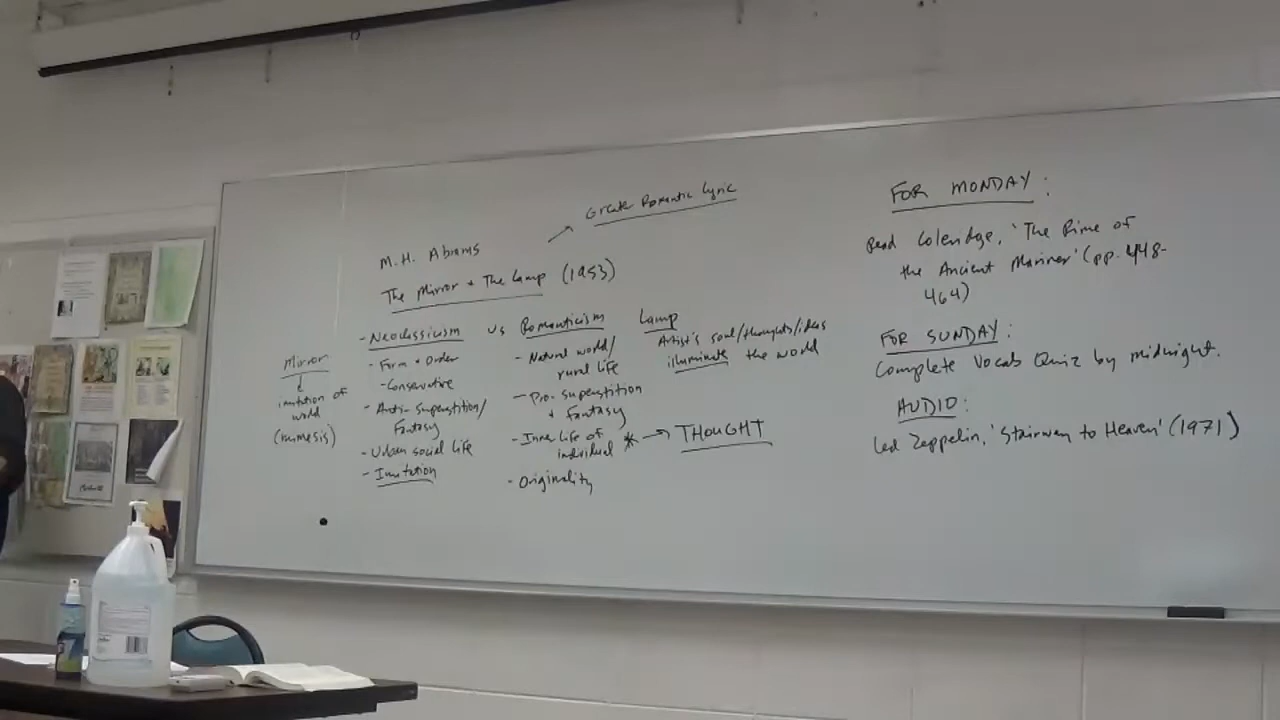 Greater Romantic Lyric
M.H. Abrams
The Mirror + The Lamp (1953)
Mirror
imitation of
world
(mimesis)
- Neoclassicism vs Romanticism
- Form + Order
- Conservative
- Anti-Superstition/
Fantasy
- Urban social life
- Imitation
- Natural world/
rural life
- Pro-superstition
+ Fantasy
- Inner Life of
individual * → THOUGHT
- Originality
Lamp
Artist's soul/thoughts/ideas
illuminate the world
FOR MONDAY:
Read Coleridge, 'The Rime of
the Ancient Mariner' (pp. 448-
464)
FOR SUNDAY:
Complete Vocab Quiz by midnight.
AUDIO:
Led Zeppelin, 'Stairway to Heaven' (1971)